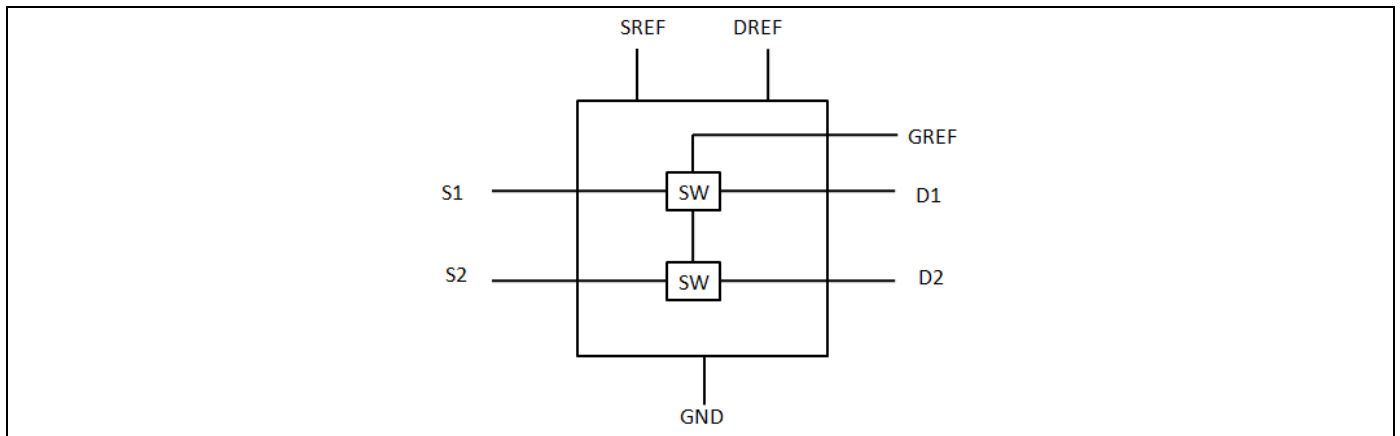 SREF DREF
GREF
S1 SW D1
S2 SW D2
GND